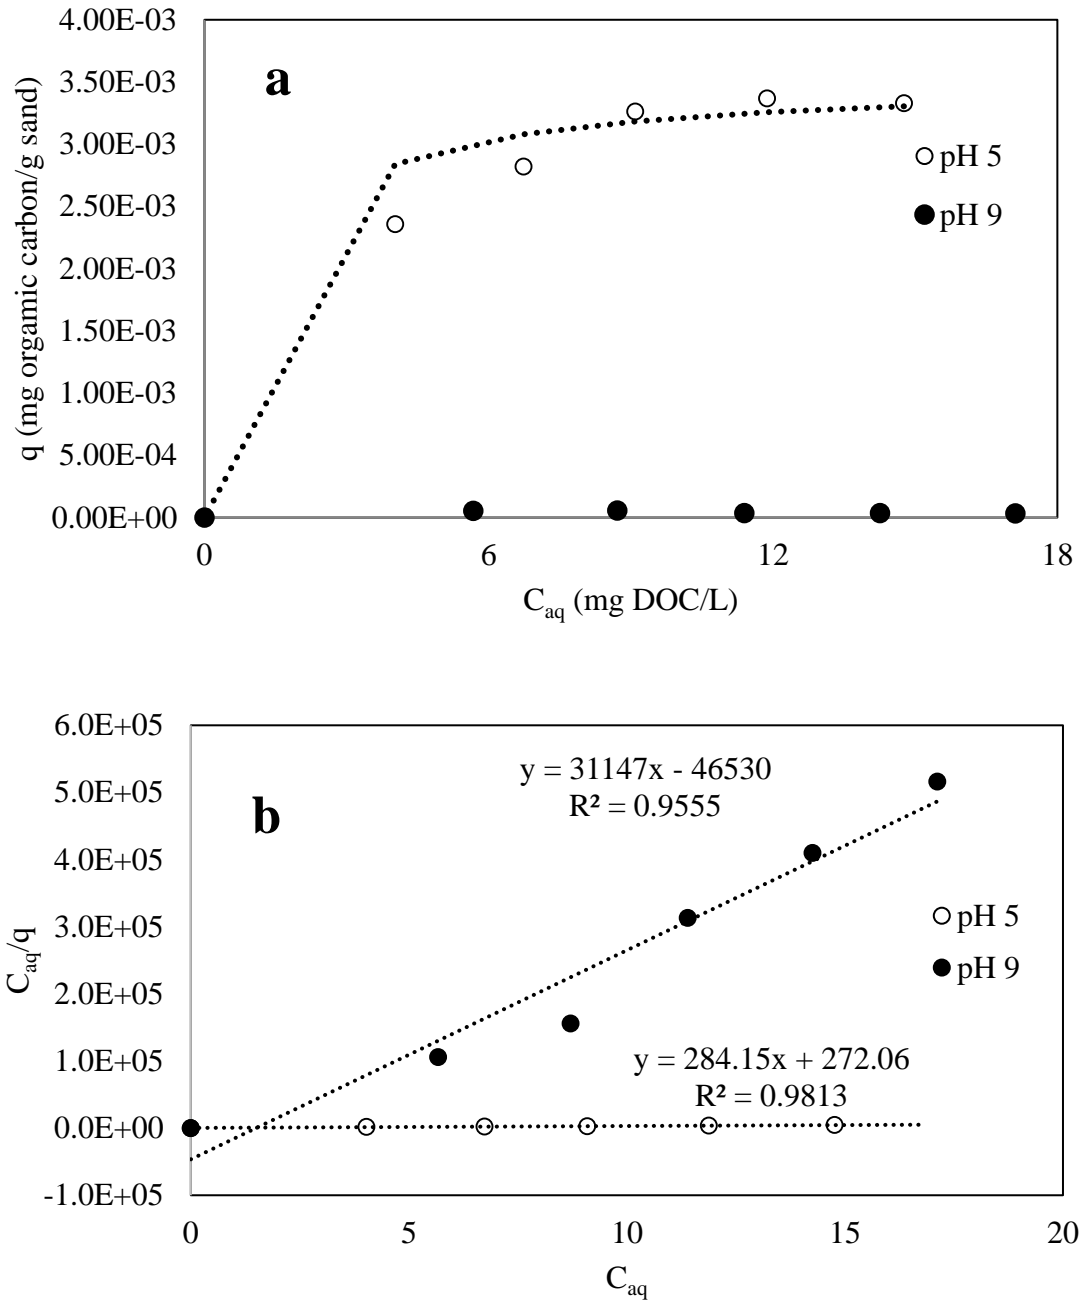 4.00E-03
3.50E-03
3.00E-03
2.50E-03
2.00E-03
1.50E-03
1.00E-03
5.00E-04
0.00E+00
q (mg orgamic carbon/g sand)
a
pH 5
pH 9
0 6 12 18
Caq (mg DOC/L)
6.0E+05
5.0E+05
4.0E+05
3.0E+05
2.0E+05
1.0E+05
0.0E+00
-1.0E+05
Caq/q
b
y = 31147x - 46530
R² = 0.9555
pH 5
pH 9
y = 284.15x + 272.06
R² = 0.9813
0 5 10 15 20
Caq